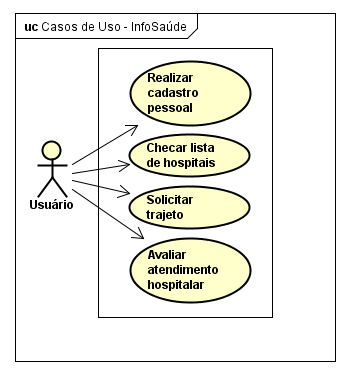 uc Casos de Uso - InfoSaúde
Realizar
cadastro
pessoal
Checar lista
de hospitais
Usuário
Solicitar
trajeto
Avaliar
atendimento
hospitalar